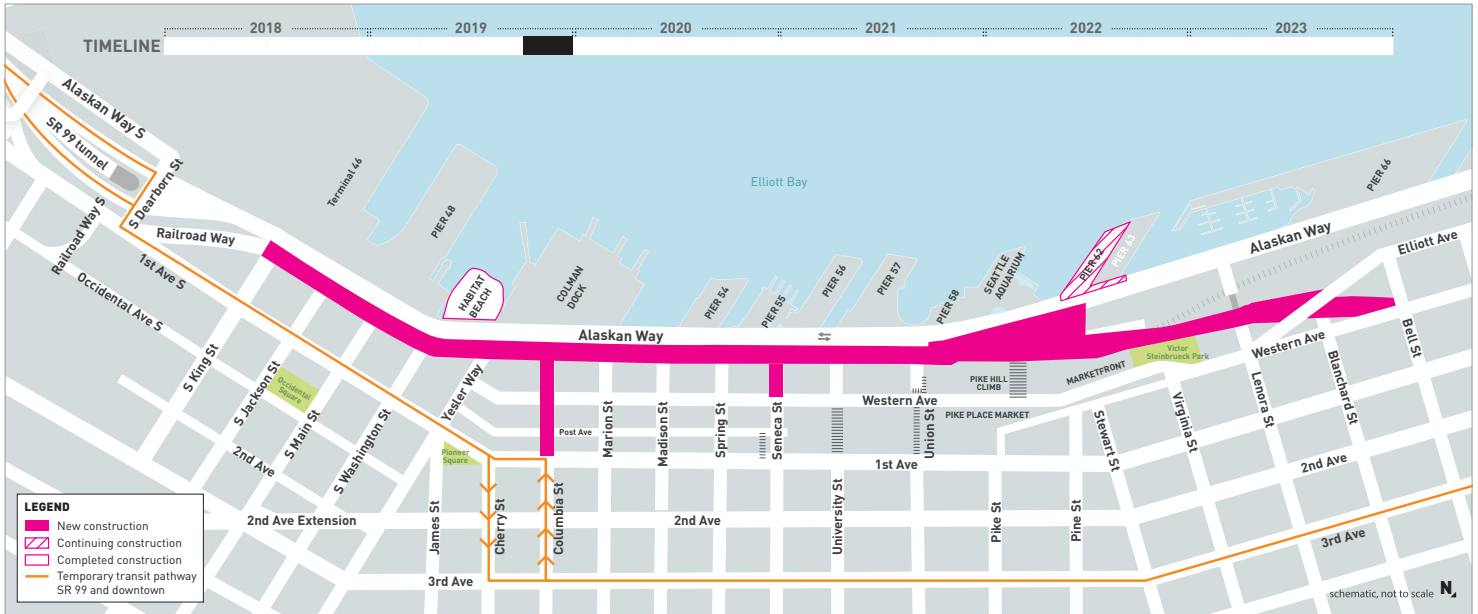 2018
2019
2020
2021
2022
2023
TIMELINE
Alaskan Way S
SR 99 tunnel
S Dearborn St
Terminal 46
PIER 48
Elliott Bay
PIER 66
PIER 62
PIER 63
Alaskan Way
Elliott Ave
Railroad Way S
Railroad Way
1st Ave S
Occidental Ave S
HABITAT
BEACH
COLMAN
DOCK
PIER 54
PIER 55
PIER 56
PIER 57
PIER 58
SEATTLE
AQUARIUM
Alaskan Way
S King St
S Jackson St
Occidental
Square
S Main St
S Washington St
Yesler Way
2nd Ave
Victor
Steinbrueck Park
Western Ave
Bell St
Blanchard St
Lenora St
Virginia St
Stewart St
MARKETFRONT
PIKE HILL
CLIMB
PIKE PLACE MARKET
Western Ave
Post Ave
Marion St
Madison St
Spring St
Seneca St
Union St
1st Ave
Pioneer
Square
2nd Ave Extension
James St
Cherry St
Columbia St
2nd Ave
University St
Pike St
Pine St
2nd Ave
3rd Ave
3rd Ave
LEGEND
New construction
Continuing construction
Completed construction
Temporary transit pathway
SR 99 and downtown
schematic, not to scale
N